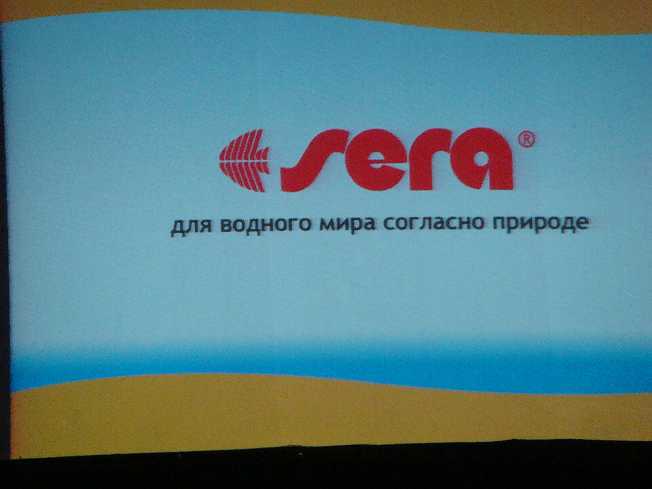 sera®
для водного мира согласно природе